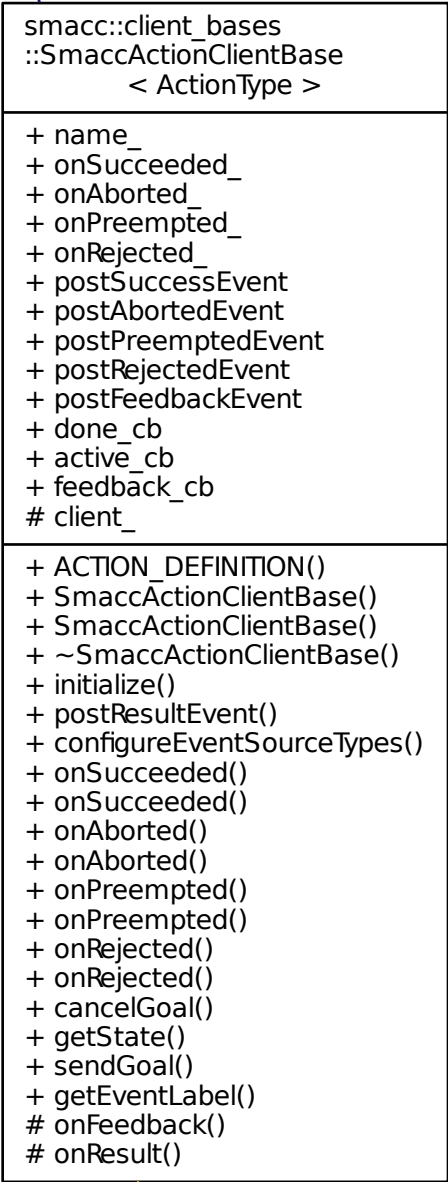 smacc::client_bases
::SmaccActionClientBase
< ActionType >
+ name_
+ onSucceeded_
+ onAborted_
+ onPreempted_
+ onRejected_
+ postSuccessEvent
+ postAbortedEvent
+ postPreemptedEvent
+ postRejectedEvent
+ postFeedbackEvent
+ done_cb
+ active_cb
+ feedback_cb
# client_
+ ACTION_DEFINITION()
+ SmaccActionClientBase()
+ SmaccActionClientBase()
+ ~SmaccActionClientBase()
+ initialize()
+ postResultEvent()
+ configureEventSourceTypes()
+ onSucceeded()
+ onSucceeded()
+ onAborted()
+ onAborted()
+ onPreempted()
+ onPreempted()
+ onRejected()
+ onRejected()
+ cancelGoal()
+ getState()
+ sendGoal()
+ getEventLabel()
# onFeedback()
# onResult()